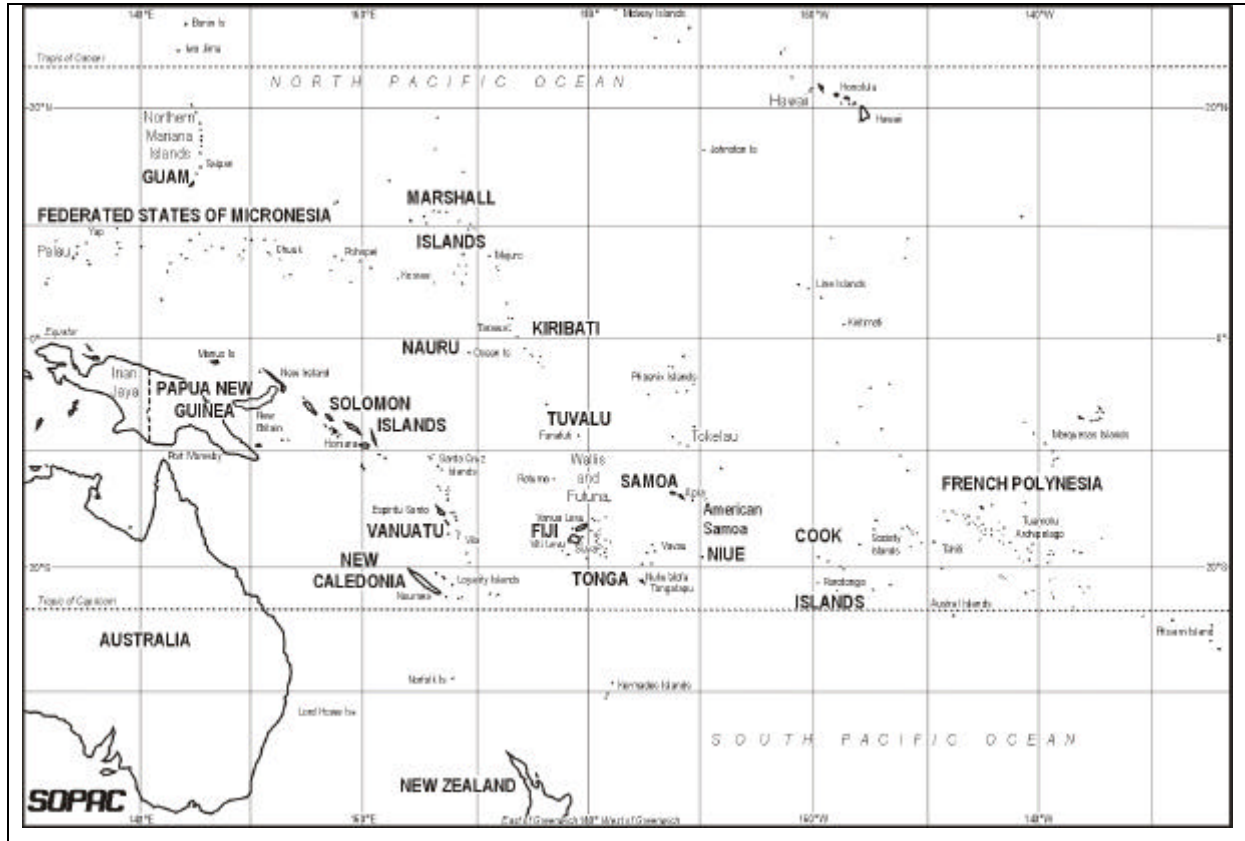 140°E 160°E 180° 160°W 140°W
Bonin Is
Midway Islands
Iwo Jima
Tropic of Cancer
NORTH PACIFIC OCEAN
Honolulu
Hawaii
20°N 20°N
Hawaii
Northern
Mariana
Islands
Johnston Is
Saipan
GUAM
MARSHALL
FEDERATED STATES OF MICRONESIA
Yap
ISLANDS
Palau
Chuuk
Pohnpei
Majuro
Kosrae
Line Islands
Kiritimati
Tarawa
KIRIBATI
Equator
0° 0°
NAURU
Ocean Is
Manus Is
Irian
Jaya
New Ireland
Phoenix Islands
PAPUA NEW
GUINEA
SOLOMON
ISLANDS
New
Britain
TUVALU
Funafuti
Tokelau
Marquesas Islands
Honiara
Port Moresby
Santa Cruz
Islands
Wallis
and
Futuna
Rotuma
SAMOA
Apia
FRENCH POLYNESIA
Espiritu Santo
American
Samoa
Vanua Levu
VANUATU
FIJI
Vila
Viti Levu
Suva
COOK
Society
Islands
Tuamotu
Archipelago
Tahiti
Vavau
NIUE
NEW
CALEDONIA
20°S 20°S
Loyalty Islands
TONGA
Nuku'alofa
Tongatapu
Rarotonga
Noumea
ISLANDS
Austral Islands
Tropic of Capricorn
Pitcairn Island
AUSTRALIA
Norfolk Is
Kermadec Islands
Lord Howe Is
SOUTH PACIFIC OCEAN
NEW ZEALAND
SOPAC
140°E 160°E East of Greenwich 180° West of Greenwich 160°W 140°W